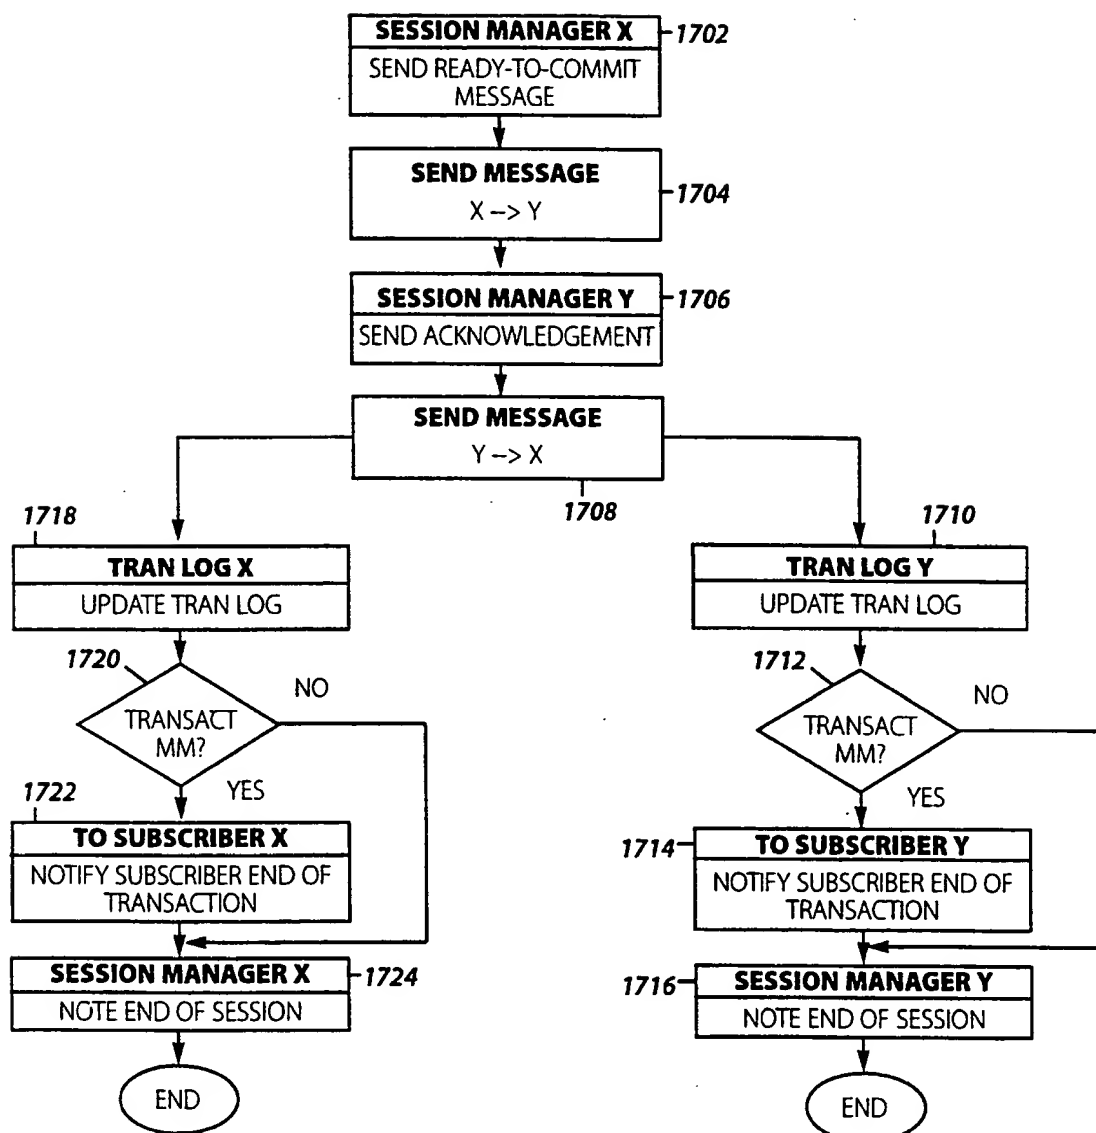 SESSION MANAGER X
1702
SEND READY-TO-COMMIT
MESSAGE
SEND MESSAGE
1704
X --> Y
SESSION MANAGER Y
1706
SEND ACKNOWLEDGEMENT
SEND MESSAGE
Y --> X
1708
1718
TRAN LOG X
UPDATE TRAN LOG
1720
NO
TRANSACT
MM?
YES
1722
TO SUBSCRIBER X
NOTIFY SUBSCRIBER END OF
TRANSACTION
SESSION MANAGER X
1724
NOTE END OF SESSION
END
1710
TRAN LOG Y
UPDATE TRAN LOG
1712
NO
TRANSACT
MM?
YES
1714
TO SUBSCRIBER Y
NOTIFY SUBSCRIBER END OF
TRANSACTION
1716
SESSION MANAGER Y
NOTE END OF SESSION
END